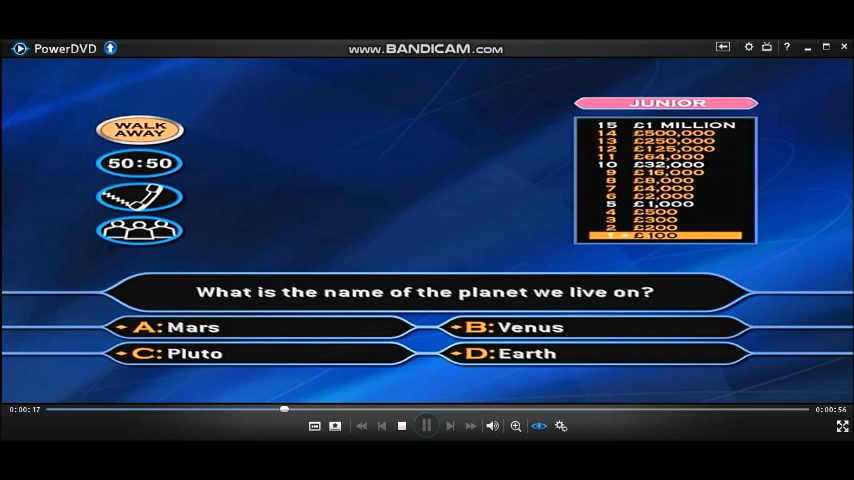 PowerDVD
www.BANDICAM.com
?
WALK
AWAY
50:50
JUNIOR
15 £1 MILLION
14 £500,000
13 £250,000
12 £125,000
11 £64,000
10 £32,000
9 £16,000
8 £8,000
7 £4,000
6 £2,000
5 £1,000
4 £500
3 £300
2 £200
1 £100
What is the name of the planet we live on?
A: Mars
B: Venus
C: Pluto
D: Earth
0:00:17
0:00:56